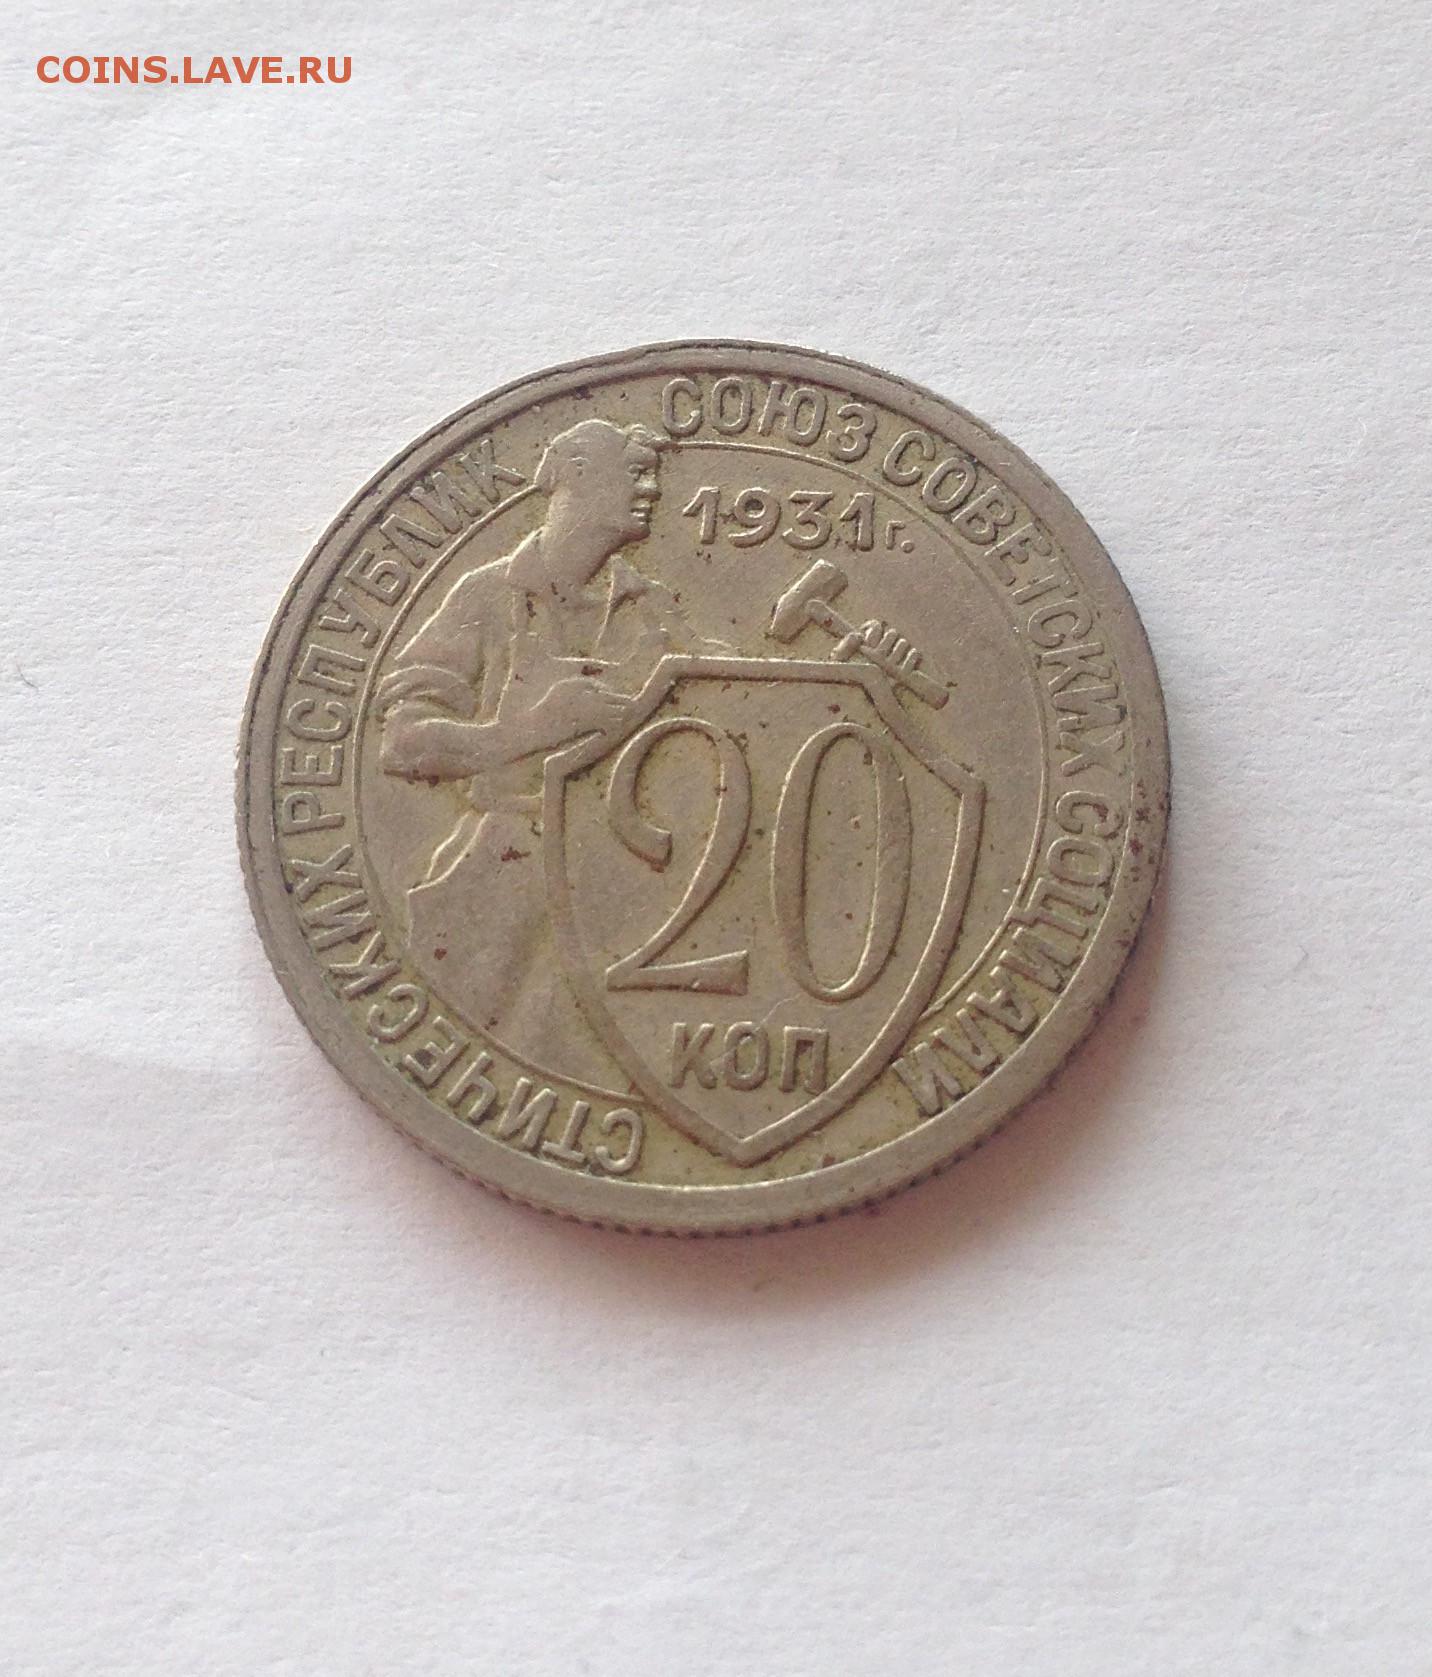 COINS.LAVE.RU
СОЮЗ СОВЕТСКИХ СОЦИАЛИ
СТИЧЕСКИХ РЕСПУБЛИК
1931г.
20
КОП